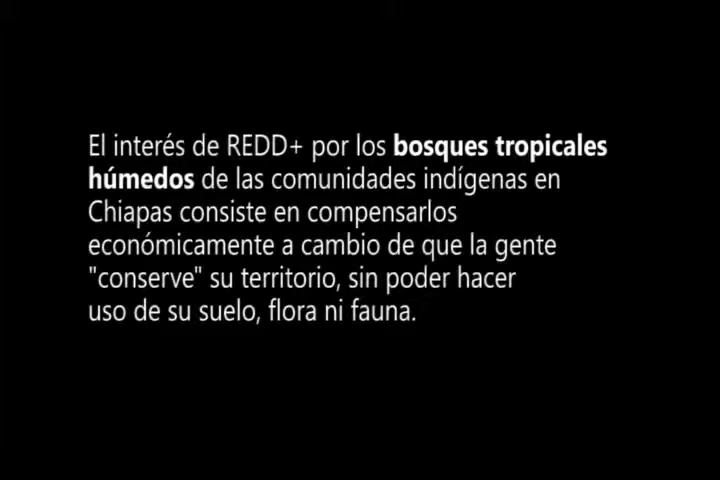 El interés de REDD+ por los bosques tropicales
húmedos de las comunidades indígenas en
Chiapas consiste en compensarlos
económicamente a cambio de que la gente
"conserve" su territorio, sin poder hacer
uso de su suelo, flora ni fauna.